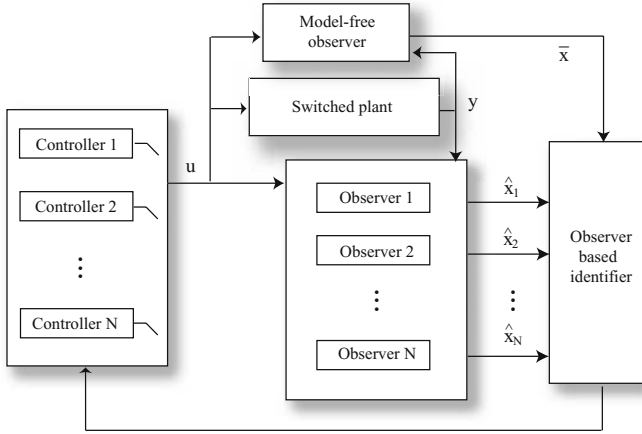 Model-free
observer
x̄
Switched plant
y
Controller 1
u
Controller 2
⋮
Controller N
Observer 1
Observer 2
⋮
Observer N
x̂₁
x̂₂
⋮
x̂_N
Observer
based
identifier